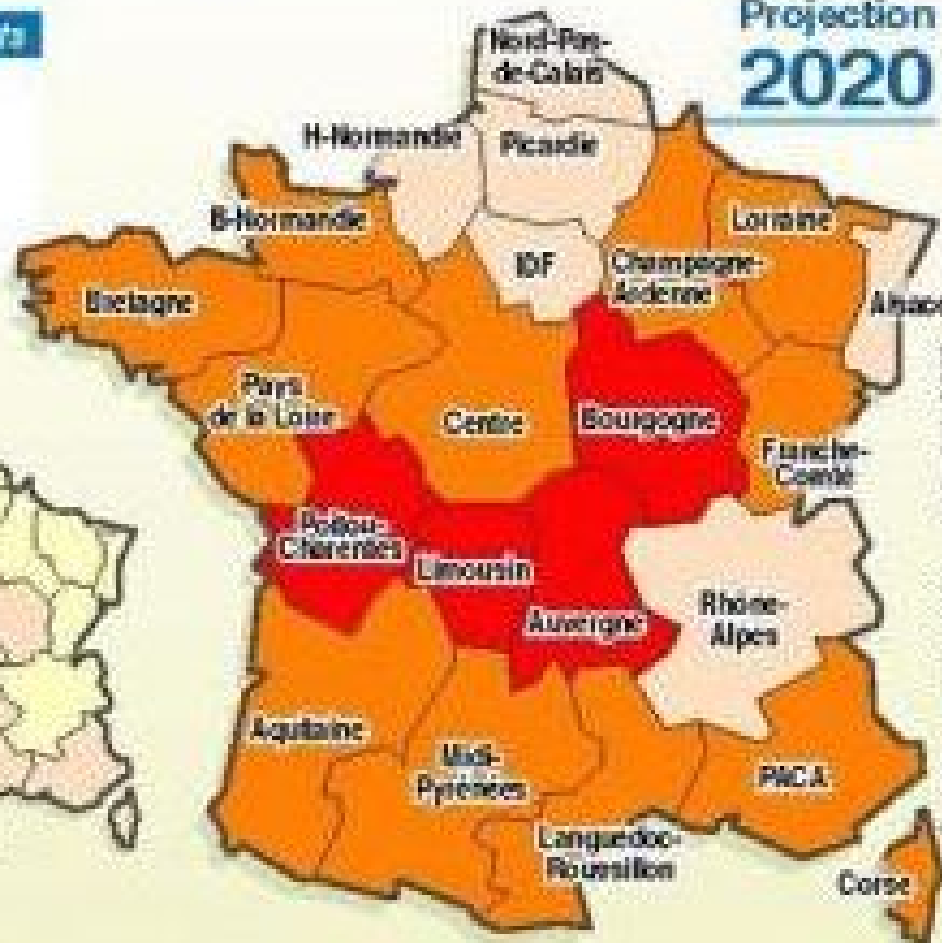 Projection
2020
Nord-Pas-
de-Calais
H-Normandie
Picardie
B-Normandie
Lorraine
IDF
Champagne-
Ardenne
Bretagne
Alsace
Pays
de la Loire
Centre
Bourgogne
Franche-
Comté
Poitou-
Charentes
Limousin
Rhône-
Alpes
Auvergne
Aquitaine
Midi-
Pyrénées
PACA
Languedoc-
Roussillon
Corse